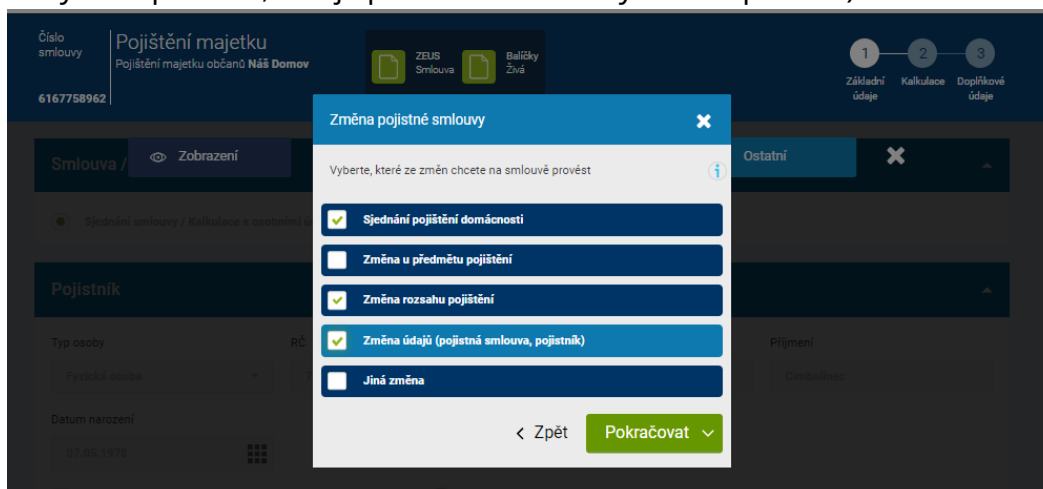 Číslo
smlouvy
6167758962
Pojištění majetku
Pojištění majetku občanů Náš Domov
ZEUS
Smlouva
Balíčky
Živá
1
2
3
Základní
údaje
Kalkulace
Doplňkové
údaje
Změna pojistné smlouvy
Smlouva /
Zobrazení
Ostatní
Vyberte, které ze změn chcete na smlouvě provést
Sjednání smlouvy / Kalkulace s osobními
Sjednání pojištění domácnosti
Změna u předmětu pojištění
Změna rozsahu pojištění
Změna údajů (pojistná smlouva, pojistník)
Jiná změna
Zpět
Pokračovat
Pojistník
Typ osoby
RČ
Příjmení
Fyzická osoba
Cimbalinec
Datum narození
07.05.1978